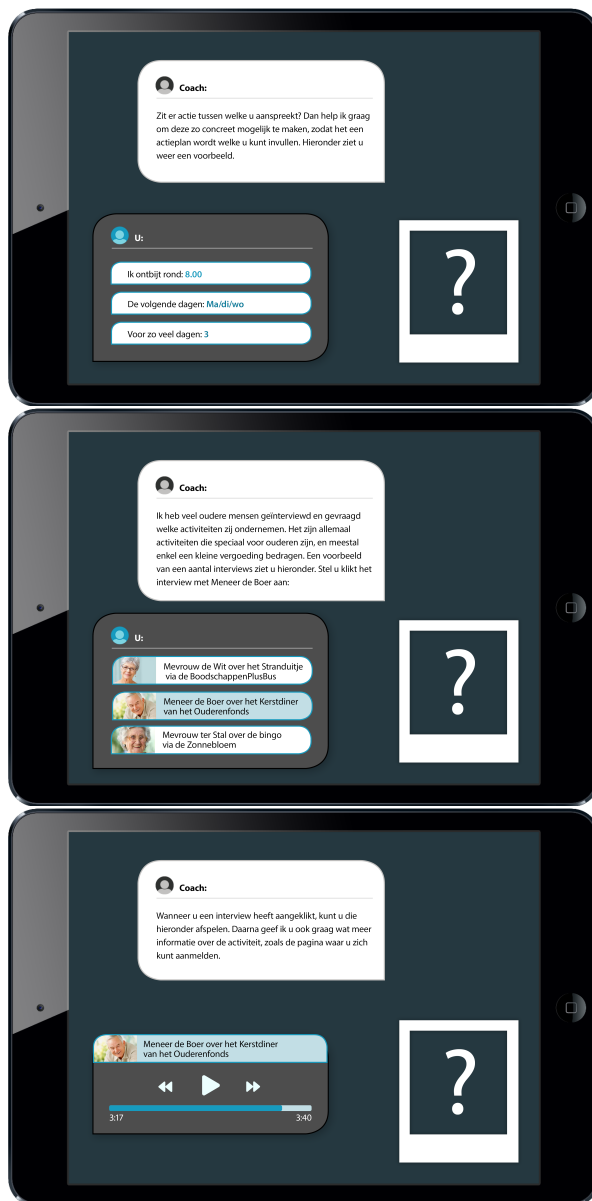 Coach:
Zit er actie tussen welke u aanspreekt? Dan help ik graag
om deze zo concreet mogelijk te maken, zodat het een
actieplan wordt welke u kunt invullen. Hieronder ziet u
weer een voorbeeld.
U:
Ik ontbijt rond: 8.00
De volgende dagen: Ma/di/wo
Voor zo veel dagen: 3
?
Coach:
Ik heb veel oudere mensen geïnterviewd en gevraagd
welke activiteiten zij ondernemen. Het zijn allemaal
activiteiten die speciaal voor ouderen zijn, en meestal
enkel een kleine vergoeding bedragen. Een voorbeeld
van een aantal interviews ziet u hieronder. Stel u klikt het
interview met Meneer de Boer aan:
U:
Mevrouw de Wit over het Stranduitje
via de BoodschappenPlusBus
Meneer de Boer over het Kerstdiner
van het Ouderenfonds
Mevrouw ter Stal over de bingo
via de Zonnebloem
?
Coach:
Wanneer u een interview heeft aangeklikt, kunt u die
hieronder afspelen. Daarna geef ik u ook graag wat meer
informatie over de activiteit, zoals de pagina waar u zich
kunt aanmelden.
Meneer de Boer over het Kerstdiner
van het Ouderenfonds
3:17 3:40
?